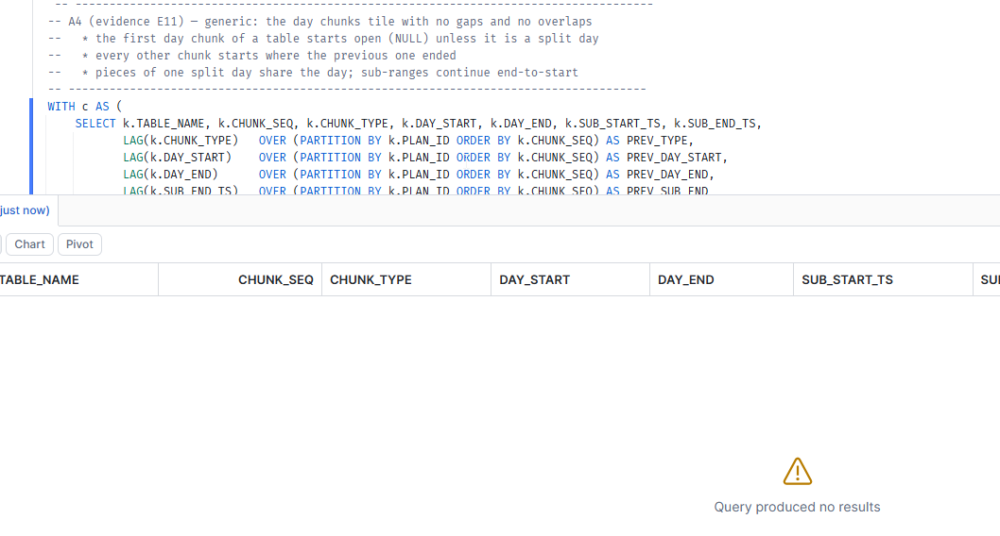 -- -------------------------------------------------------------------------------------
-- A4 (evidence E11) — generic: the day chunks tile with no gaps and no overlaps
--   * the first day chunk of a table starts open (NULL) unless it is a split day
--   * every other chunk starts where the previous one ended
--   * pieces of one split day share the day; sub-ranges continue end-to-start
-- -------------------------------------------------------------------------------------
WITH c AS (
    SELECT k.TABLE_NAME, k.CHUNK_SEQ, k.CHUNK_TYPE, k.DAY_START, k.DAY_END, k.SUB_START_TS, k.SUB_END_TS,
           LAG(k.CHUNK_TYPE)   OVER (PARTITION BY k.PLAN_ID ORDER BY k.CHUNK_SEQ) AS PREV_TYPE,
           LAG(k.DAY_START)    OVER (PARTITION BY k.PLAN_ID ORDER BY k.CHUNK_SEQ) AS PREV_DAY_START,
           LAG(k.DAY_END)      OVER (PARTITION BY k.PLAN_ID ORDER BY k.CHUNK_SEQ) AS PREV_DAY_END,
           LAG(k.SUB_END_TS)   OVER (PARTITION BY k.PLAN_ID ORDER BY k.CHUNK_SEQ) AS PREV_SUB_END
just now)
Chart Pivot
TABLE_NAME CHUNK_SEQ CHUNK_TYPE DAY_START DAY_END SUB_START_TS SU
Query produced no results